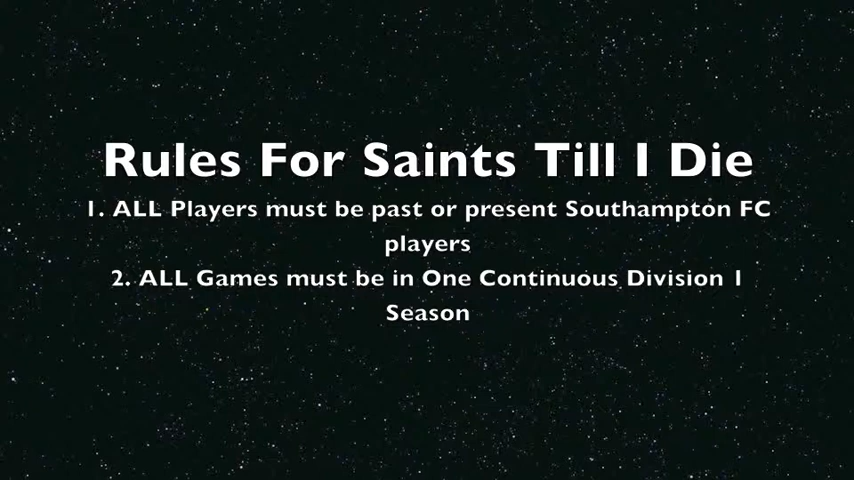 Rules For Saints Till I Die
1. ALL Players must be past or present Southampton FC
players
2. ALL Games must be in One Continuous Division 1
Season